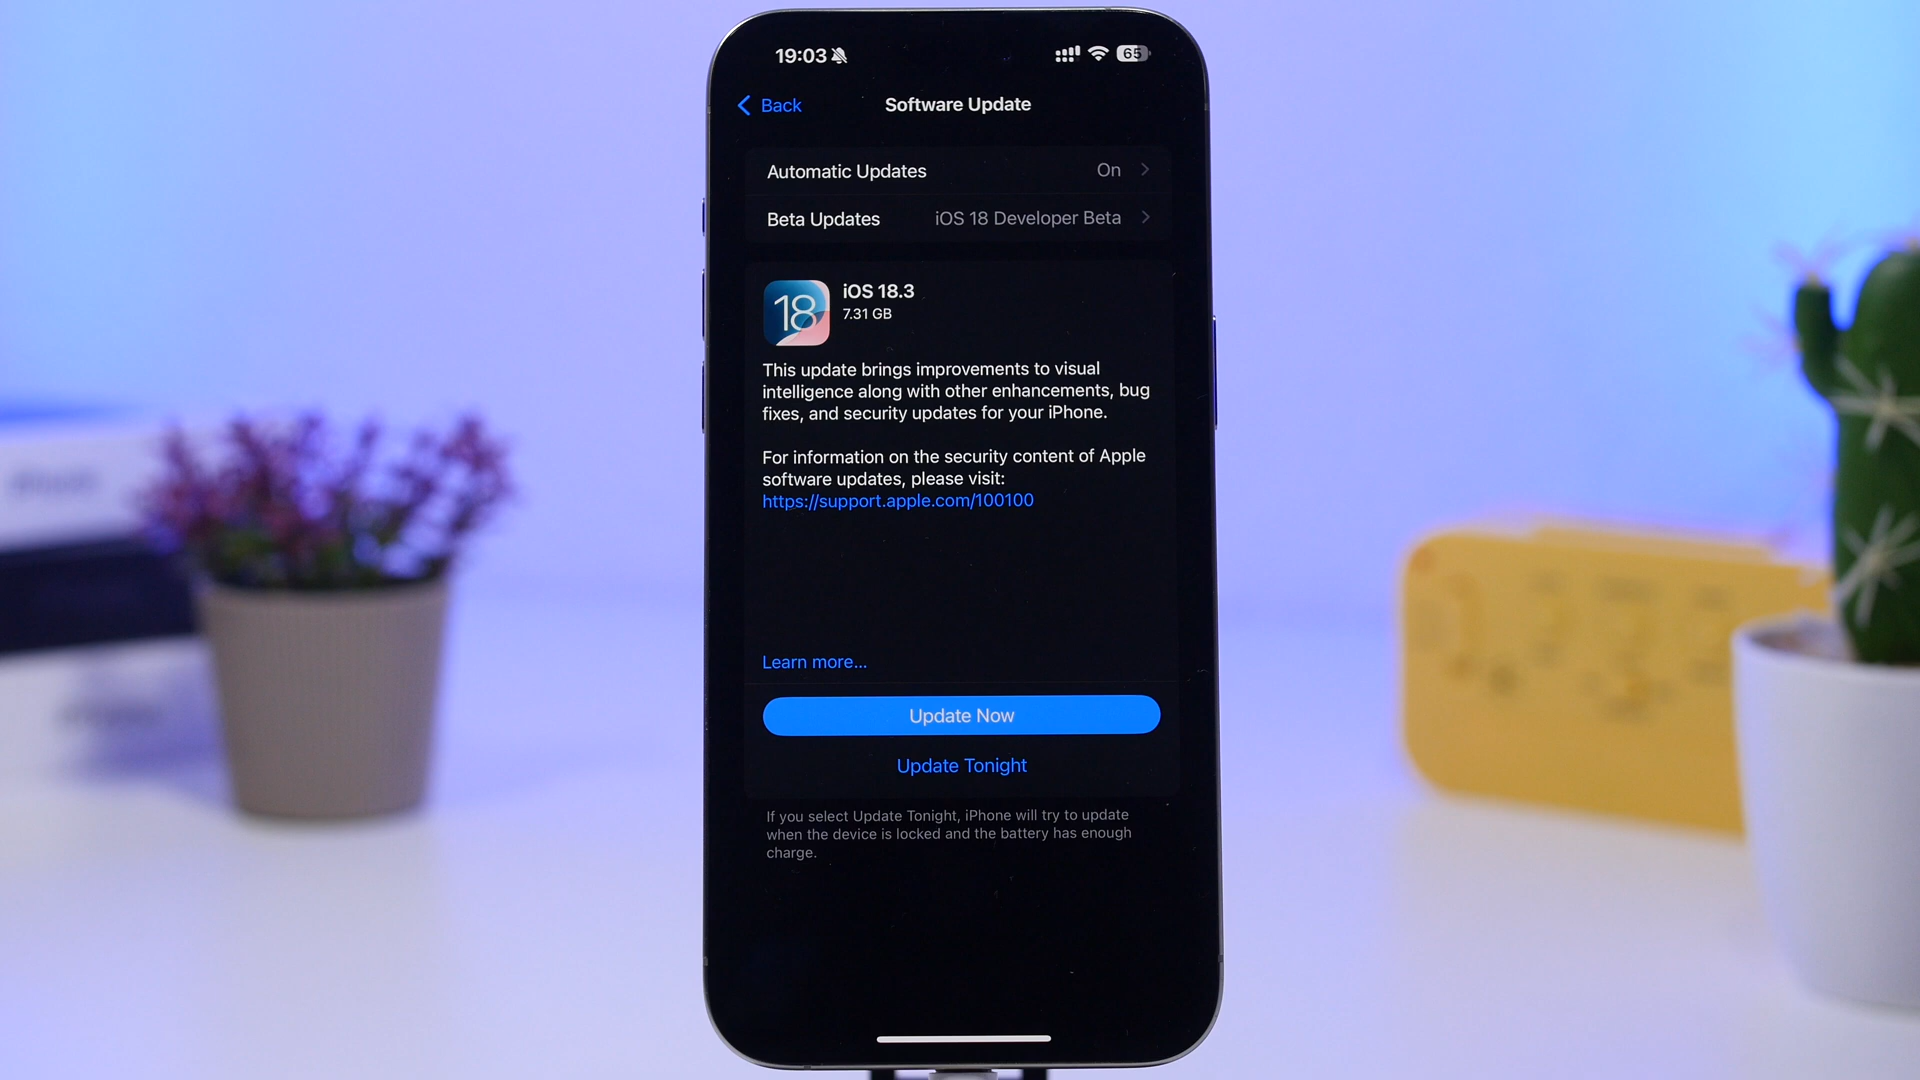 19:03
65
Back
Software Update
Automatic Updates On
Beta Updates iOS 18 Developer Beta
18
iOS 18.3
7.31 GB
This update brings improvements to visual
intelligence along with other enhancements, bug
fixes, and security updates for your iPhone.
For information on the security content of Apple
software updates, please visit:
https://support.apple.com/100100
Learn more...
Update Now
Update Tonight
If you select Update Tonight, iPhone will try to update
when the device is locked and the battery has enough
charge.